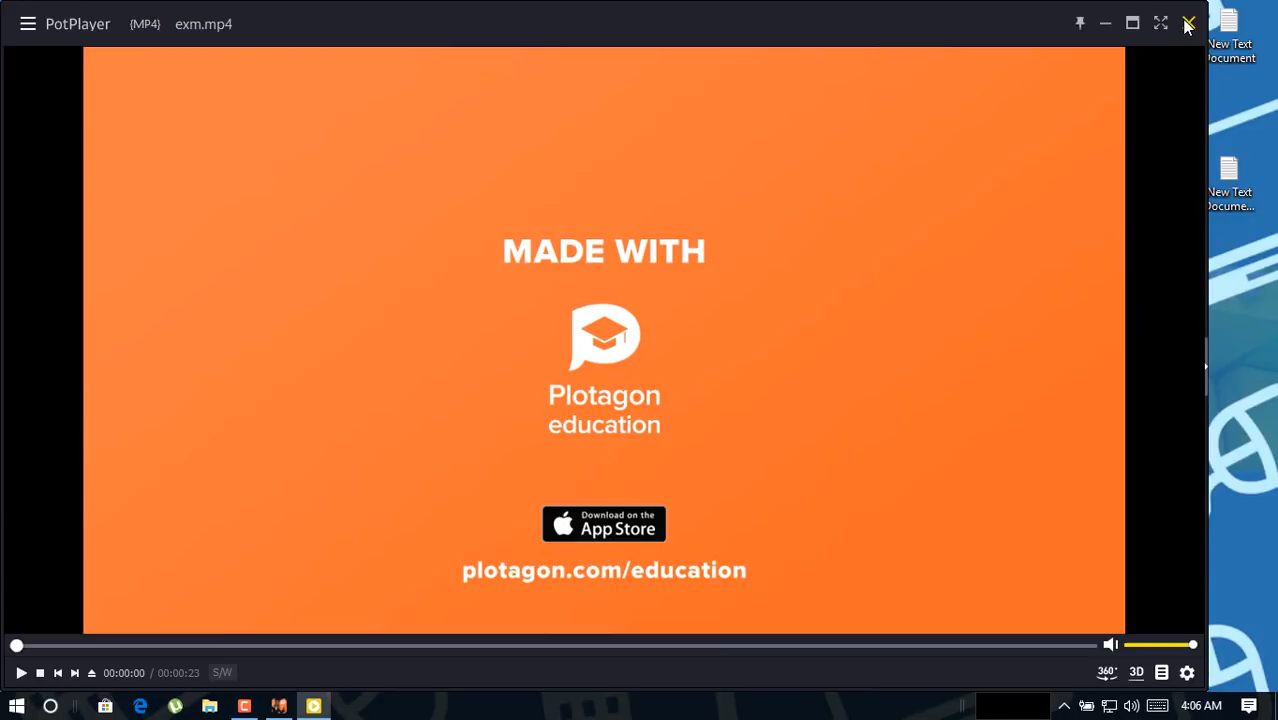 PotPlayer {MP4} exm.mp4
New Text
Document
New Text
Docume...
MADE WITH
Plotagon
education
Download on the
App Store
plotagon.com/education
00:00:00 / 00:00:23 S/W
360° 3D
4:06 AM